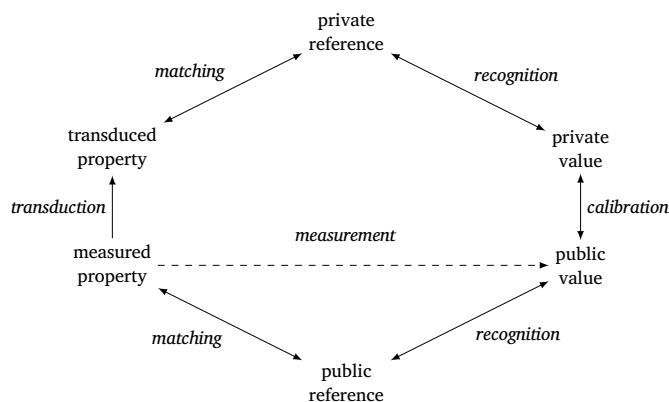 private
reference
matching
recognition
transduced
property
private
value
transduction
calibration
measurement
measured
property
public
value
matching
recognition
public
reference